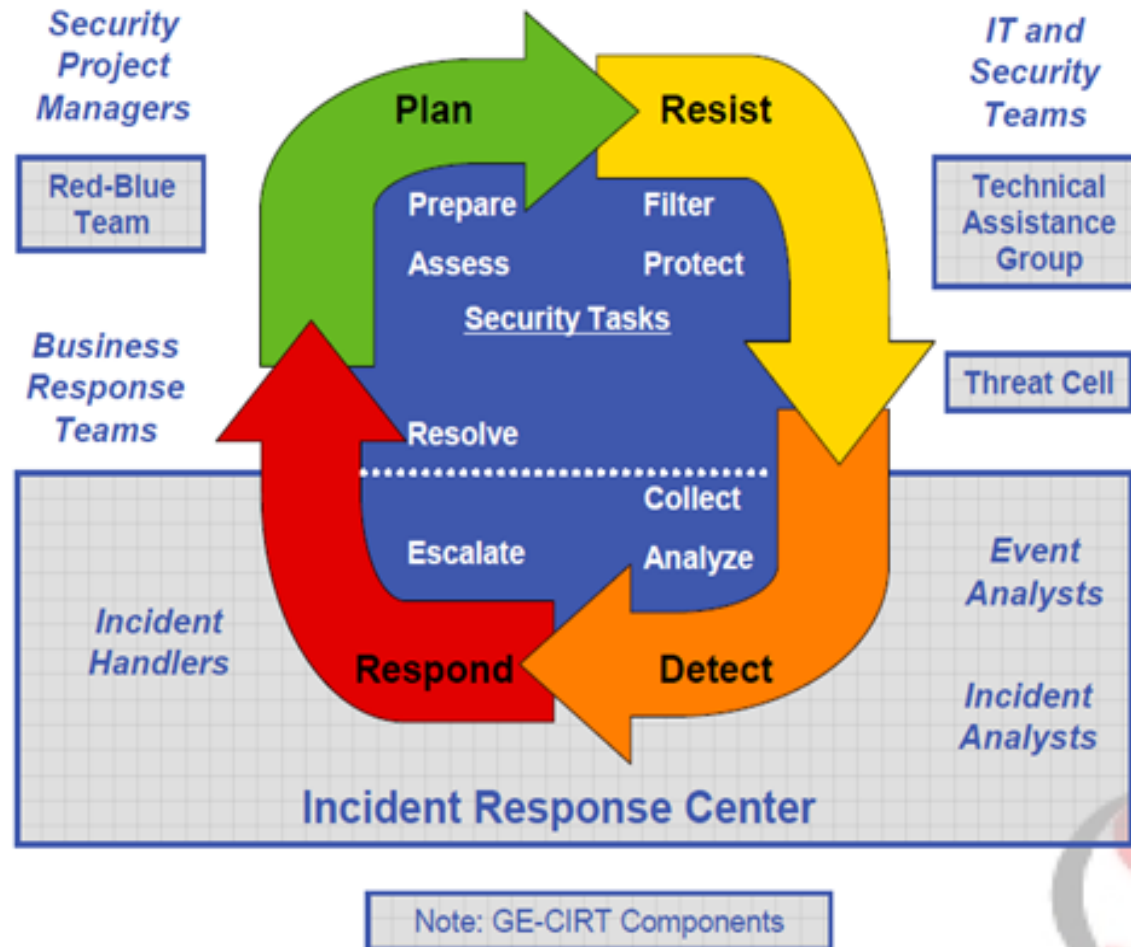 Security
Project
Managers
IT and
Security
Teams
Plan
Resist
Red-Blue
Team
Technical
Assistance
Group
Prepare
Filter
Assess
Protect
Security Tasks
Business
Response
Teams
Threat Cell
Resolve
Collect
Escalate
Analyze
Event
Analysts
Incident
Handlers
Respond
Detect
Incident
Analysts
Incident Response Center
Note: GE-CIRT Components